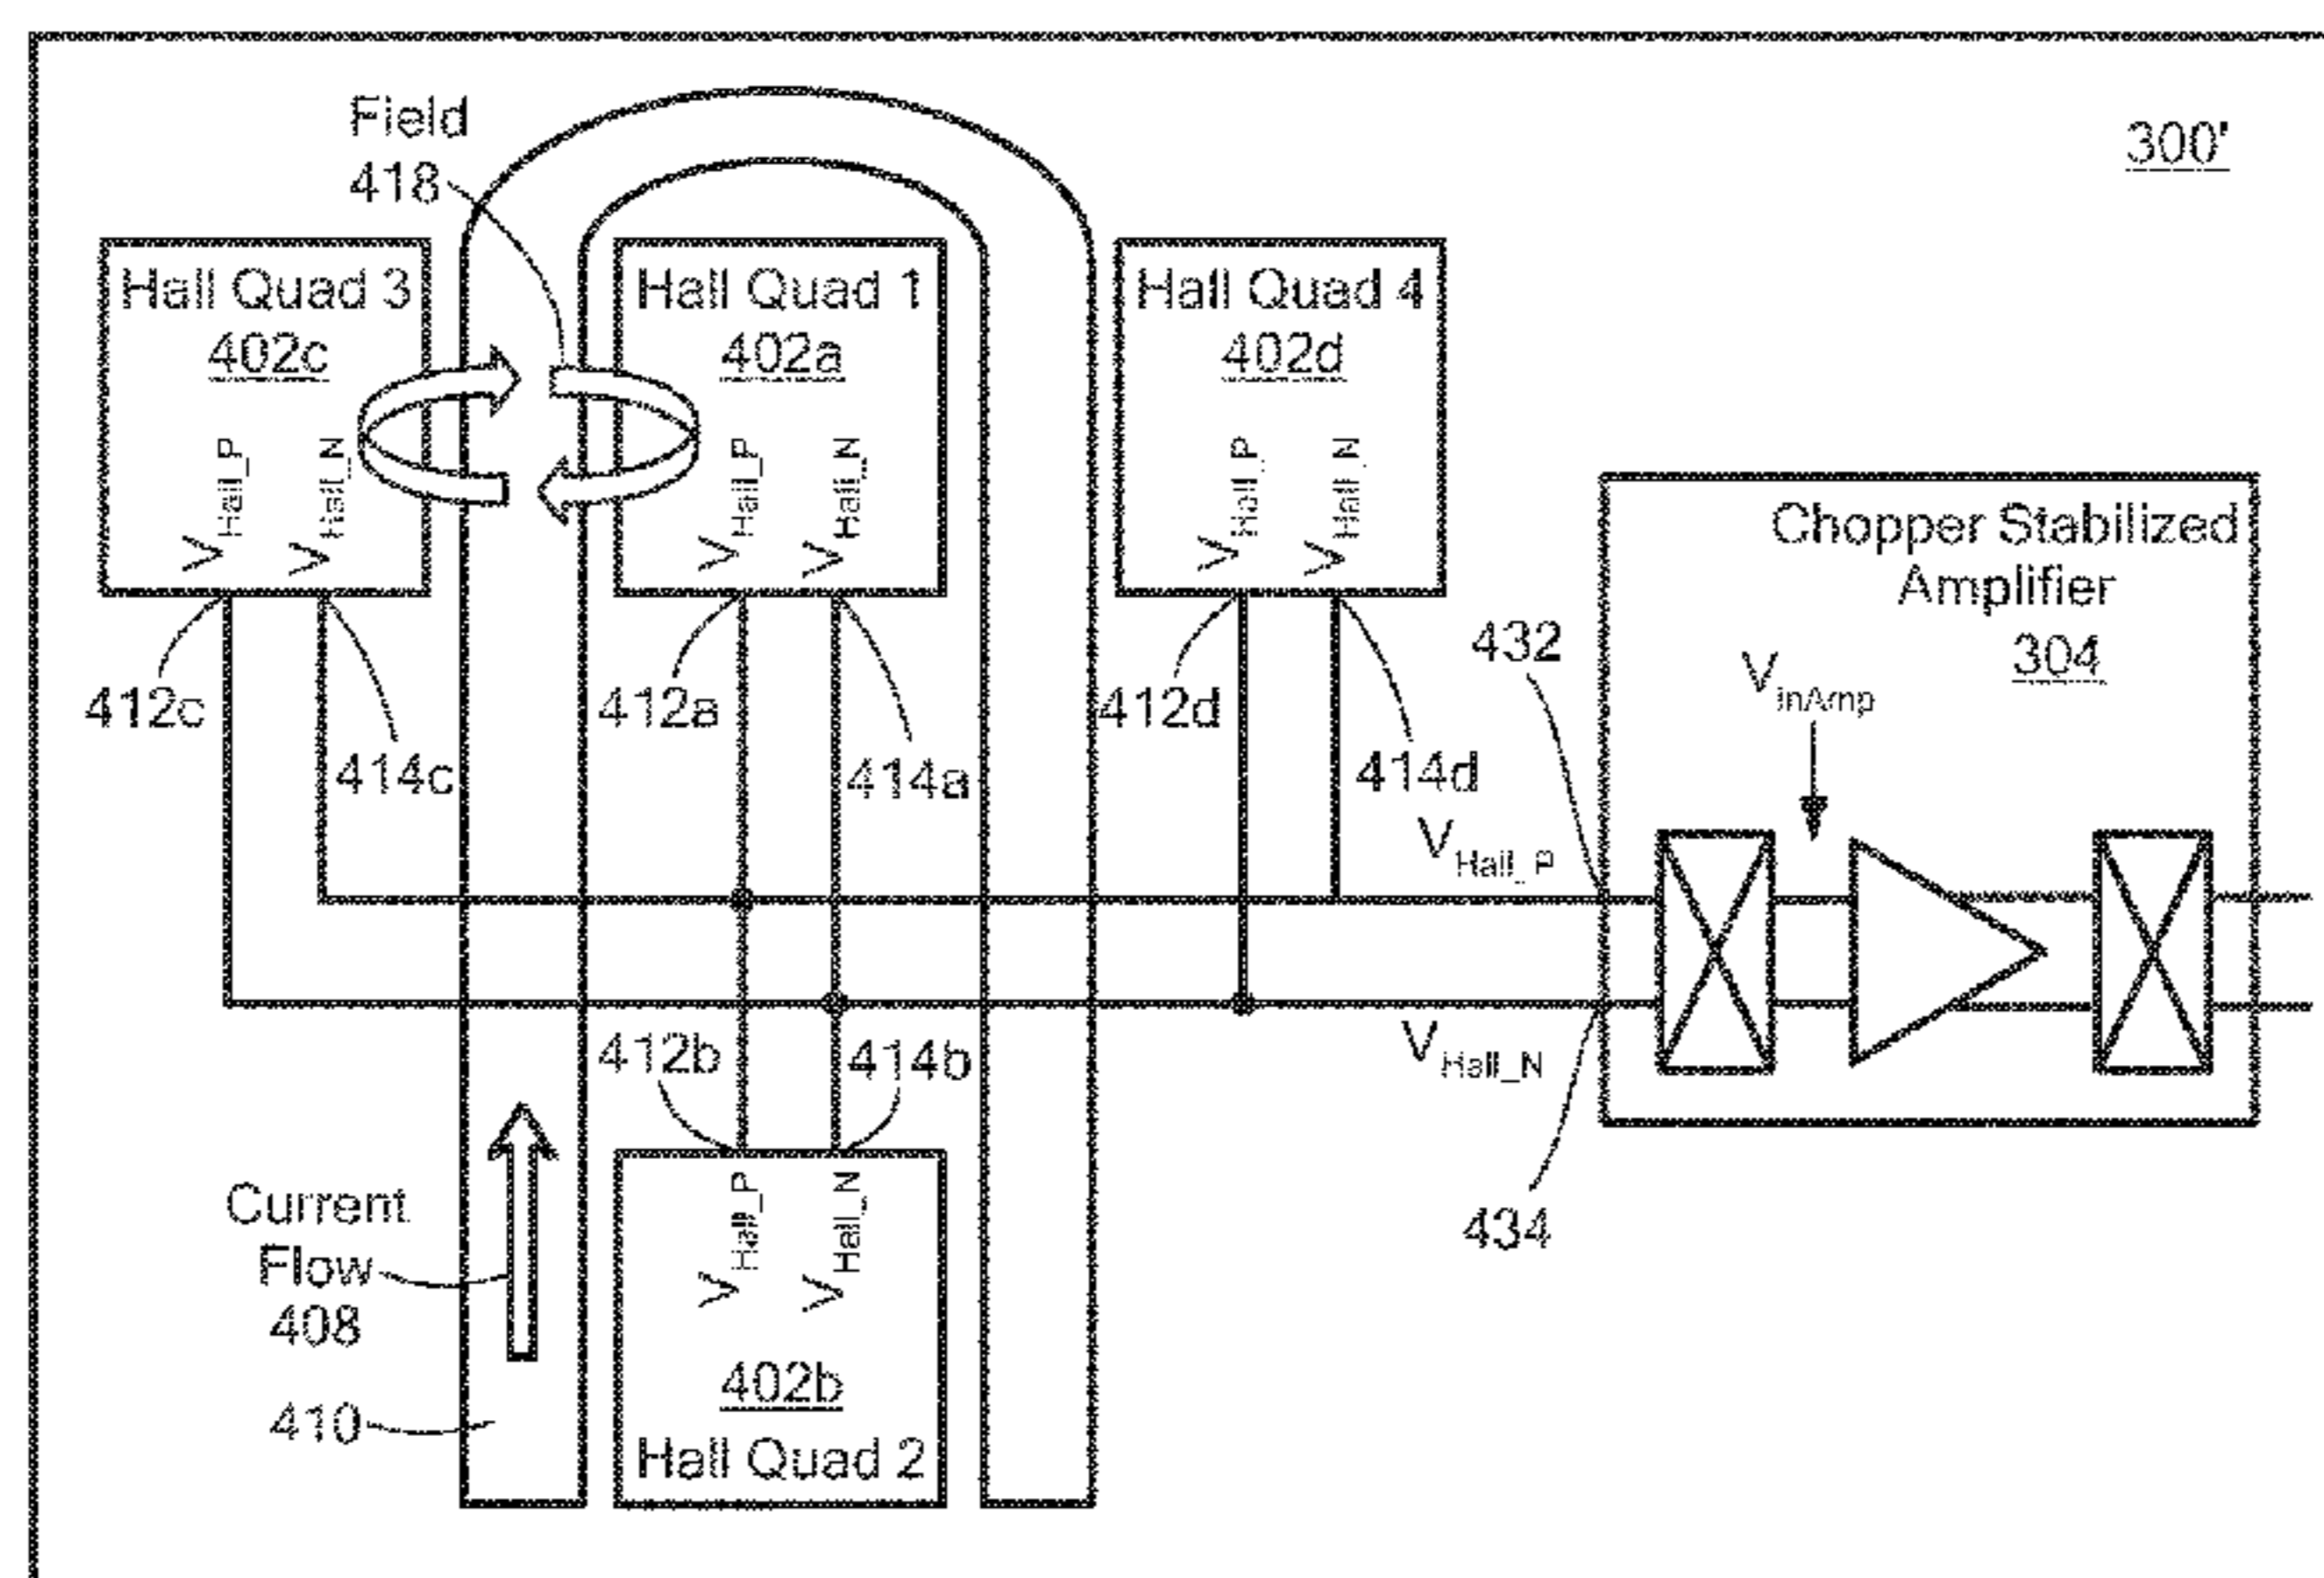 Field
418
300'
Hall Quad 3
402c
Hall Quad 1
402a
Hall Quad 4
402d
VHall_P
VHall_N
VHall_P
VHall_N
VHall_P
VHall_N
Chopper Stabilized
Amplifier
304
VinAmp
432
412c
414c
412a
414a
412d
414d
VHall_P
VHall_N
434
412b
414b
VHall_P
VHall_N
402b
Hall Quad 2
Current
Flow
408
410